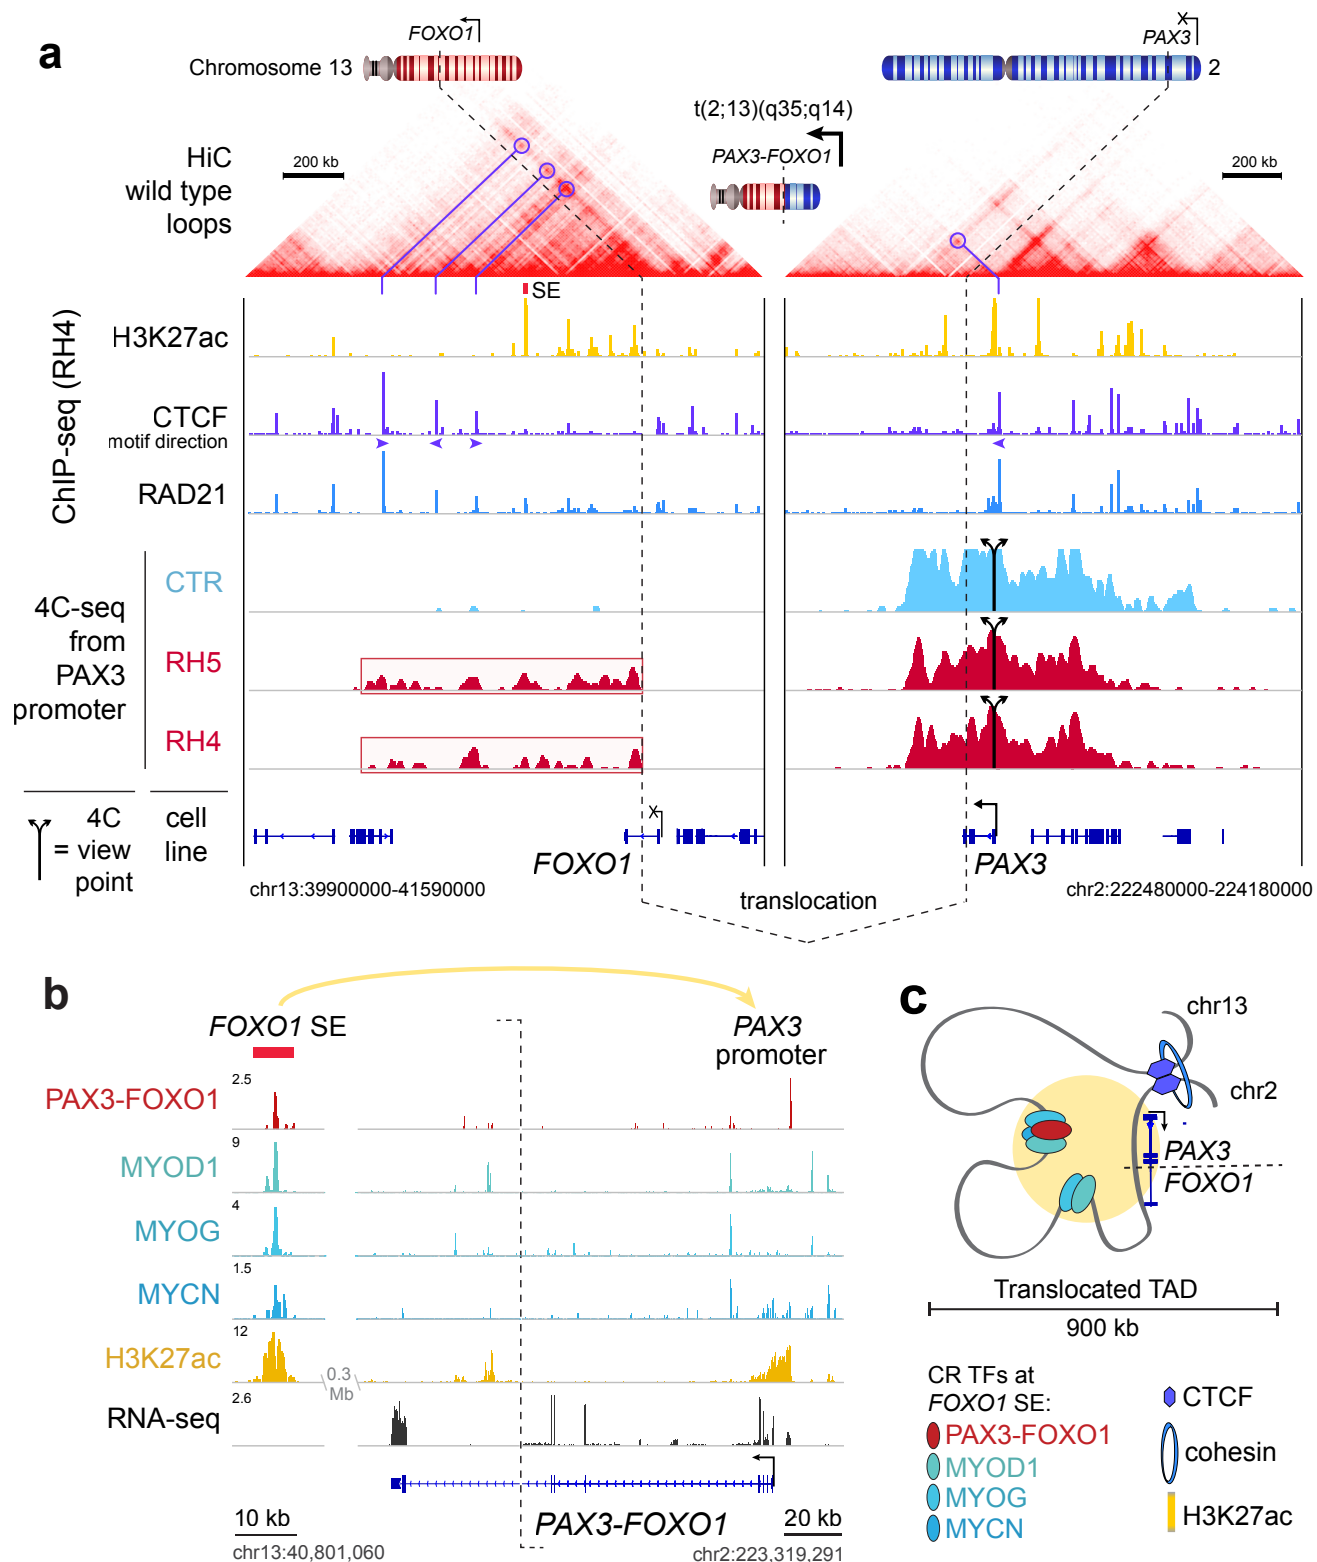 a
FOXO1
PAX3
Chromosome 13
2
t(2;13)(q35;q14)
HiC
wild type
loops
200 kb
PAX3-FOXO1
200 kb
SE
ChIP-seq (RH4)
H3K27ac
CTCF
motif direction
RAD21
4C-seq
from
PAX3
promoter
CTR
RH5
RH4
4C
= view
point
cell
line
FOXO1
PAX3
chr13:39900000-41590000
chr2:222480000-224180000
translocation
b
FOXO1 SE
PAX3
promoter
PAX3-FOXO1
2.5
MYOD1
9
MYOG
4
MYCN
1.5
H3K27ac
12
0.3
Mb
RNA-seq
2.6
10 kb
PAX3-FOXO1
20 kb
chr13:40,801,060
chr2:223,319,291
c
chr13
chr2
PAX3
FOXO1
Translocated TAD
900 kb
CR TFs at
FOXO1 SE:
PAX3-FOXO1
MYOD1
MYOG
MYCN
CTCF
cohesin
H3K27ac